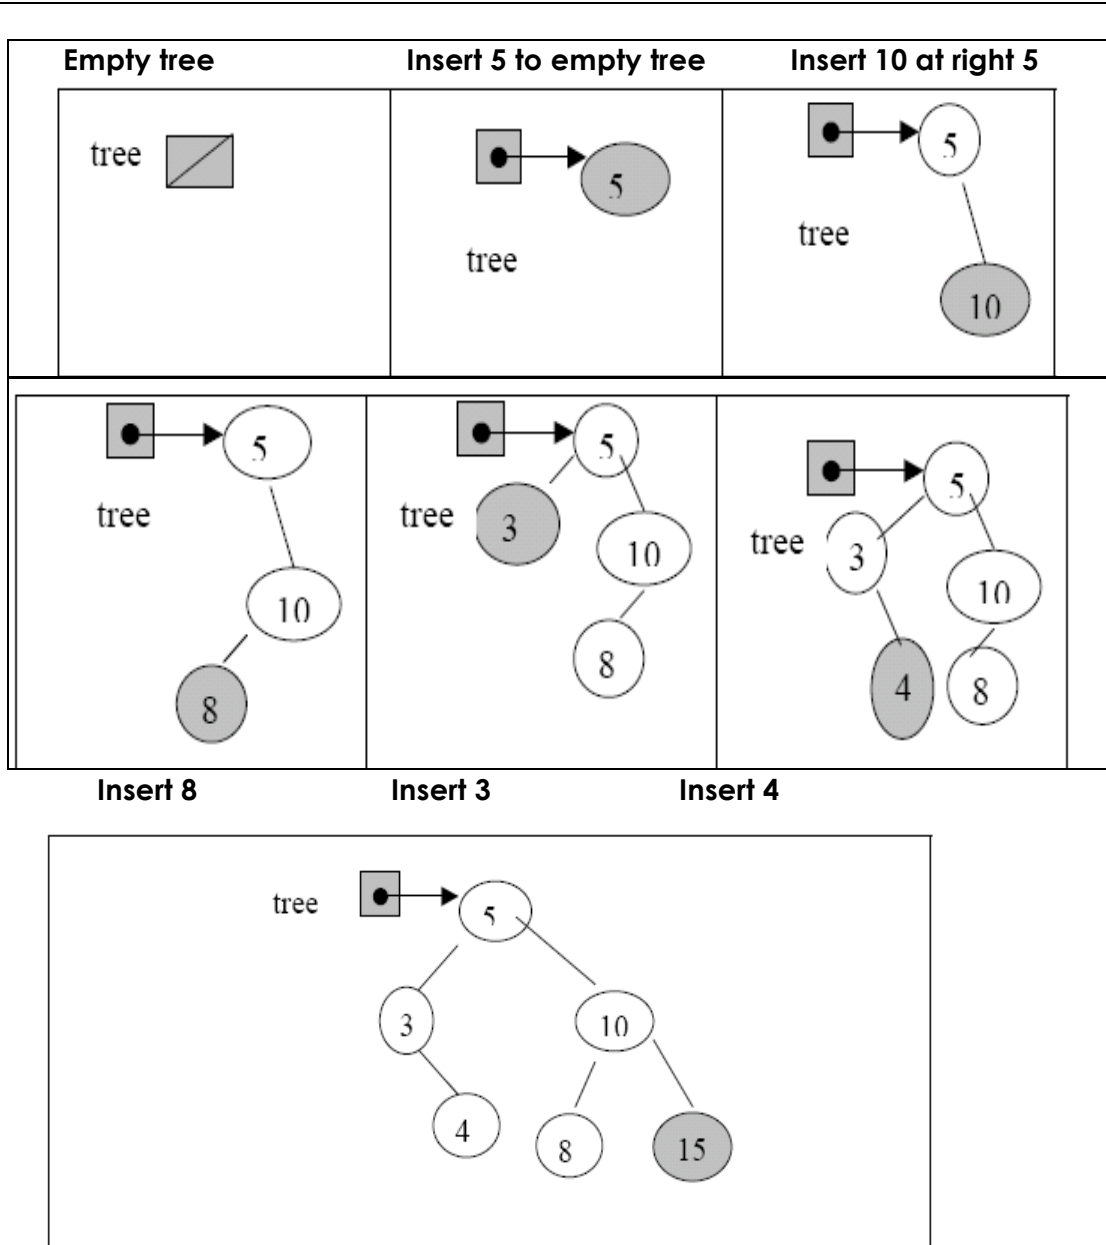 Empty tree Insert 5 to empty tree Insert 10 at right 5
tree 5 tree 5 tree 10
5 tree 10 8
5 tree 3 10 8
5 tree 3 10 4 8
Insert 8 Insert 3 Insert 4
tree 5
3 10
4 8 15